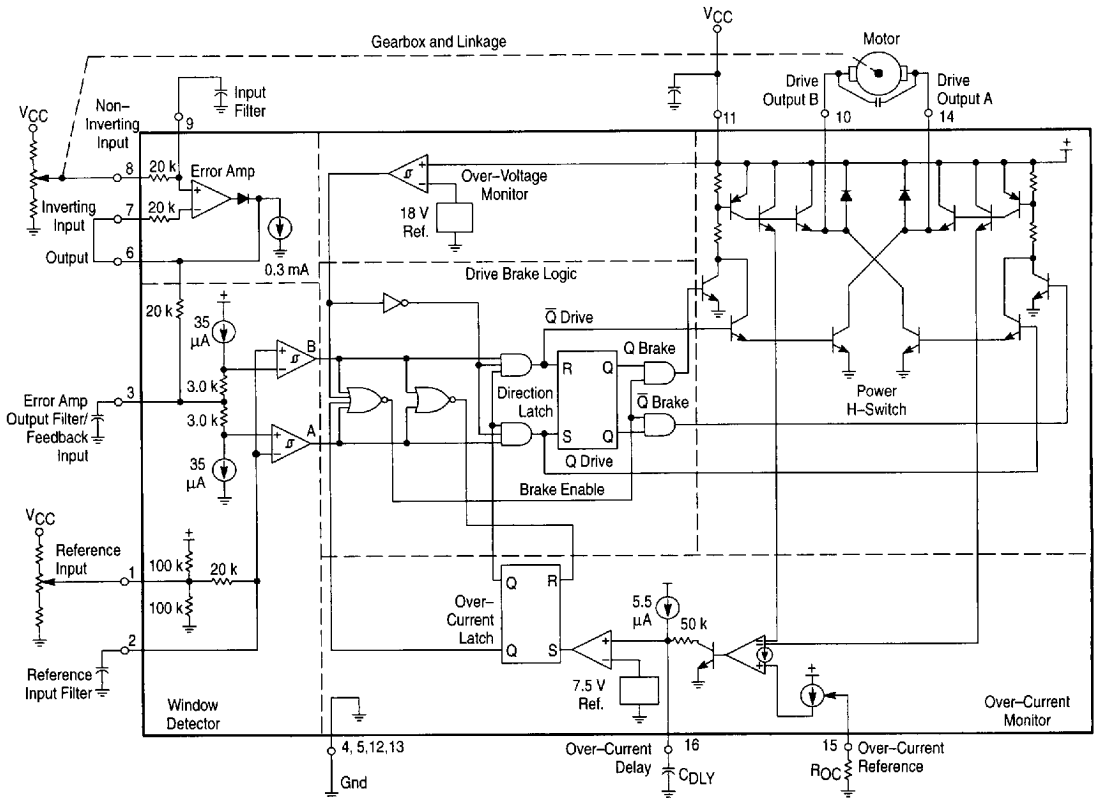 VCC
Gearbox and Linkage
Motor
Drive
Output B
Drive
Output A
Input
Filter
Non–
Inverting
Input
VCC
9
11
10
14
8
20 k
Error Amp
+
–
Over–Voltage
Monitor
+
–
+
Inverting
Input
7
20 k
18 V
Ref.
Output
6
0.3 mA
Drive Brake Logic
20 k
+
35
µA
Q Drive
B
+
–
3.0 k
3.0 k
R
Q
Q Brake
Direction
Latch
Q Brake
S
Q
Power
H–Switch
3
Error Amp
Output Filter/
Feedback
Input
A
+
–
35
µA
Q Drive
Brake Enable
VCC
Reference
Input
+
1
100 k
20 k
100 k
Q
R
Over–
Current
Latch
Q
S
5.5
µA
50 k
+
–
–
+
+
2
7.5 V
Ref.
Reference
Input Filter
Window
Detector
Over–Current
Monitor
4, 5,12,13
Gnd
Over–Current
Delay
16
CDLY
15
Over–Current
Reference
ROC